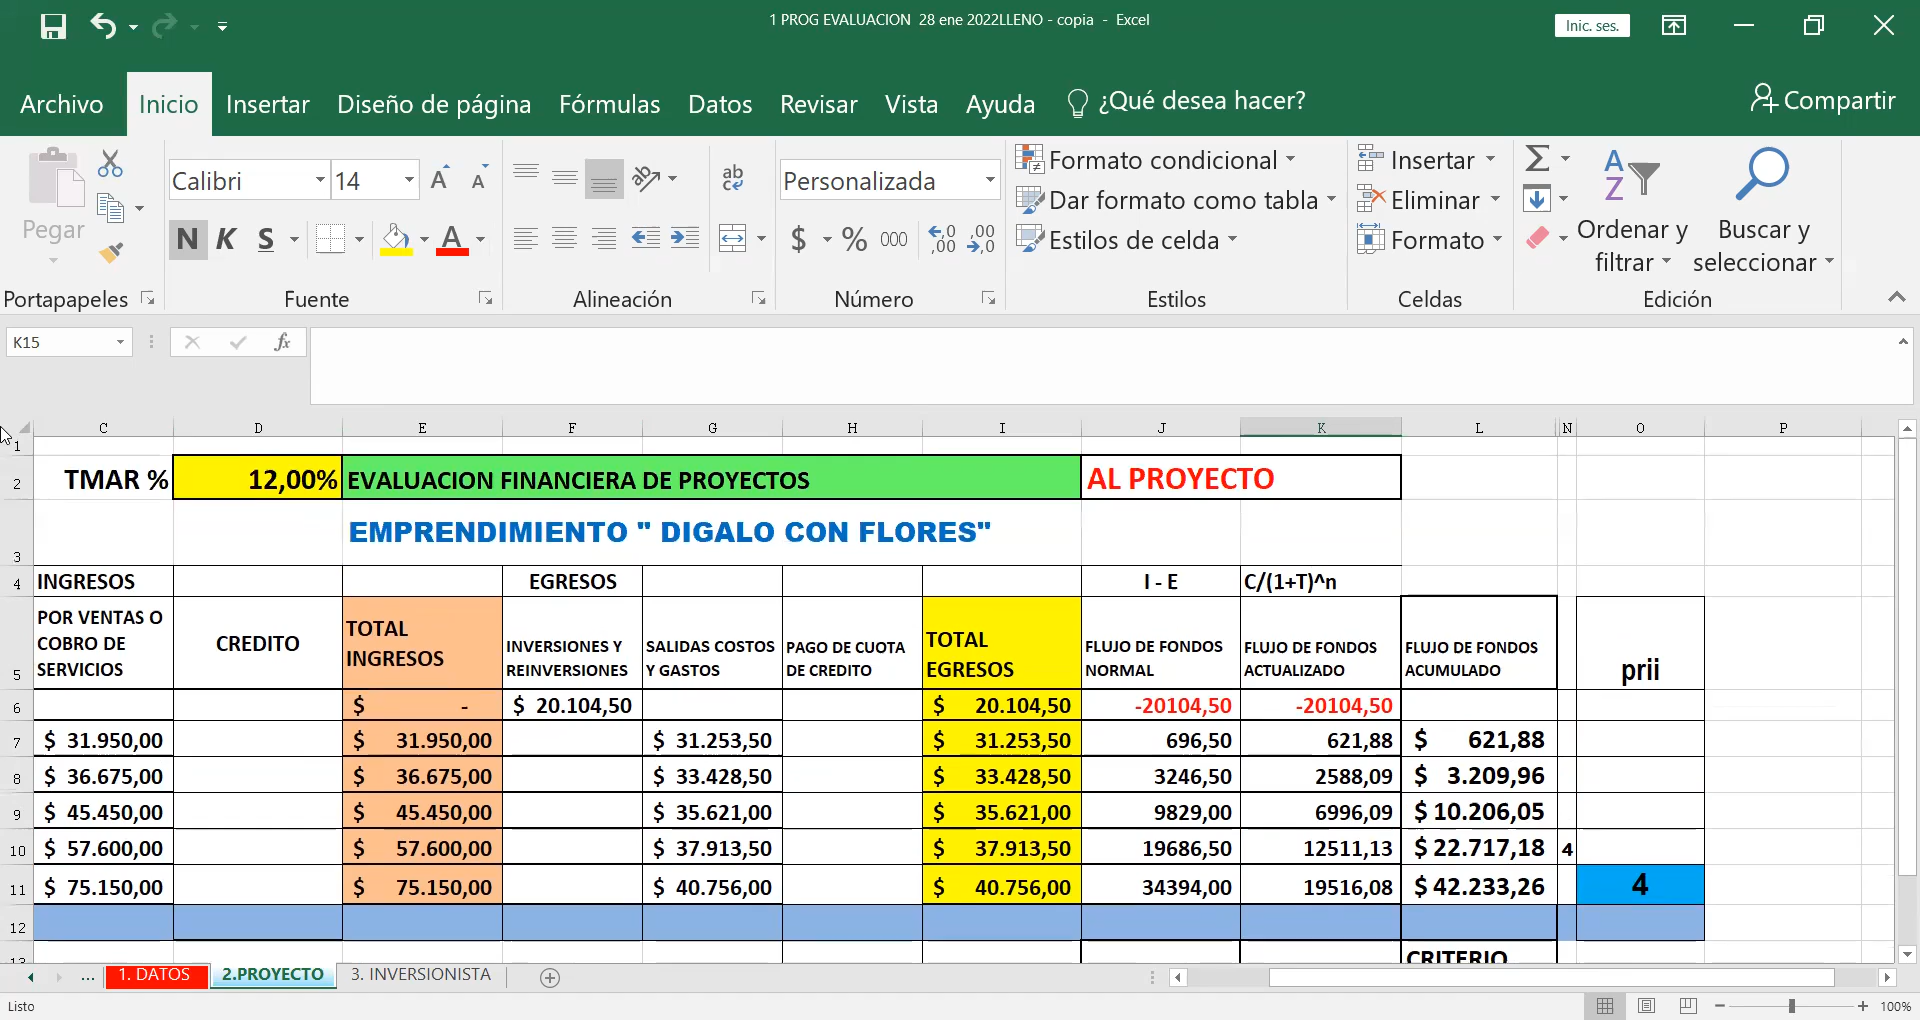 1 PROG EVALUACION  28 ene 2022LLENO - copia  -  Excel
Inic. ses.
Archivo Inicio Insertar Diseño de página Fórmulas Datos Revisar Vista Ayuda ¿Qué desea hacer? Compartir
Pegar
Portapapeles
Calibri 14
N K S
Fuente
Alineación
Personalizada
$ % 000
Número
Formato condicional
Dar formato como tabla
Estilos de celda
Estilos
Insertar
Eliminar
Formato
Celdas
Ordenar y filtrar
Buscar y seleccionar
Edición
K15 fx
C D E F G H I J K L N O P
1
2 TMAR % 12,00% EVALUACION FINANCIERA DE PROYECTOS AL PROYECTO
3 EMPRENDIMIENTO " DIGALO CON FLORES"
4 INGRESOS EGRESOS I - E C/(1+T)^n
5 POR VENTAS O COBRO DE SERVICIOS CREDITO TOTAL INGRESOS INVERSIONES Y REINVERSIONES SALIDAS COSTOS Y GASTOS PAGO DE CUOTA DE CREDITO TOTAL EGRESOS FLUJO DE FONDOS NORMAL FLUJO DE FONDOS ACTUALIZADO FLUJO DE FONDOS ACUMULADO prii
6 $ - $ 20.104,50 $ 20.104,50 -20104,50 -20104,50
7 $ 31.950,00 $ 31.950,00 $ 31.253,50 $ 31.253,50 696,50 621,88 $ 621,88
8 $ 36.675,00 $ 36.675,00 $ 33.428,50 $ 33.428,50 3246,50 2588,09 $ 3.209,96
9 $ 45.450,00 $ 45.450,00 $ 35.621,00 $ 35.621,00 9829,00 6996,09 $ 10.206,05
10 $ 57.600,00 $ 57.600,00 $ 37.913,50 $ 37.913,50 19686,50 12511,13 $ 22.717,18 4
11 $ 75.150,00 $ 75.150,00 $ 40.756,00 $ 40.756,00 34394,00 19516,08 $ 42.233,26 4
12
13 CRITERIO
... 1. DATOS 2.PROYECTO 3. INVERSIONISTA
Listo 100%